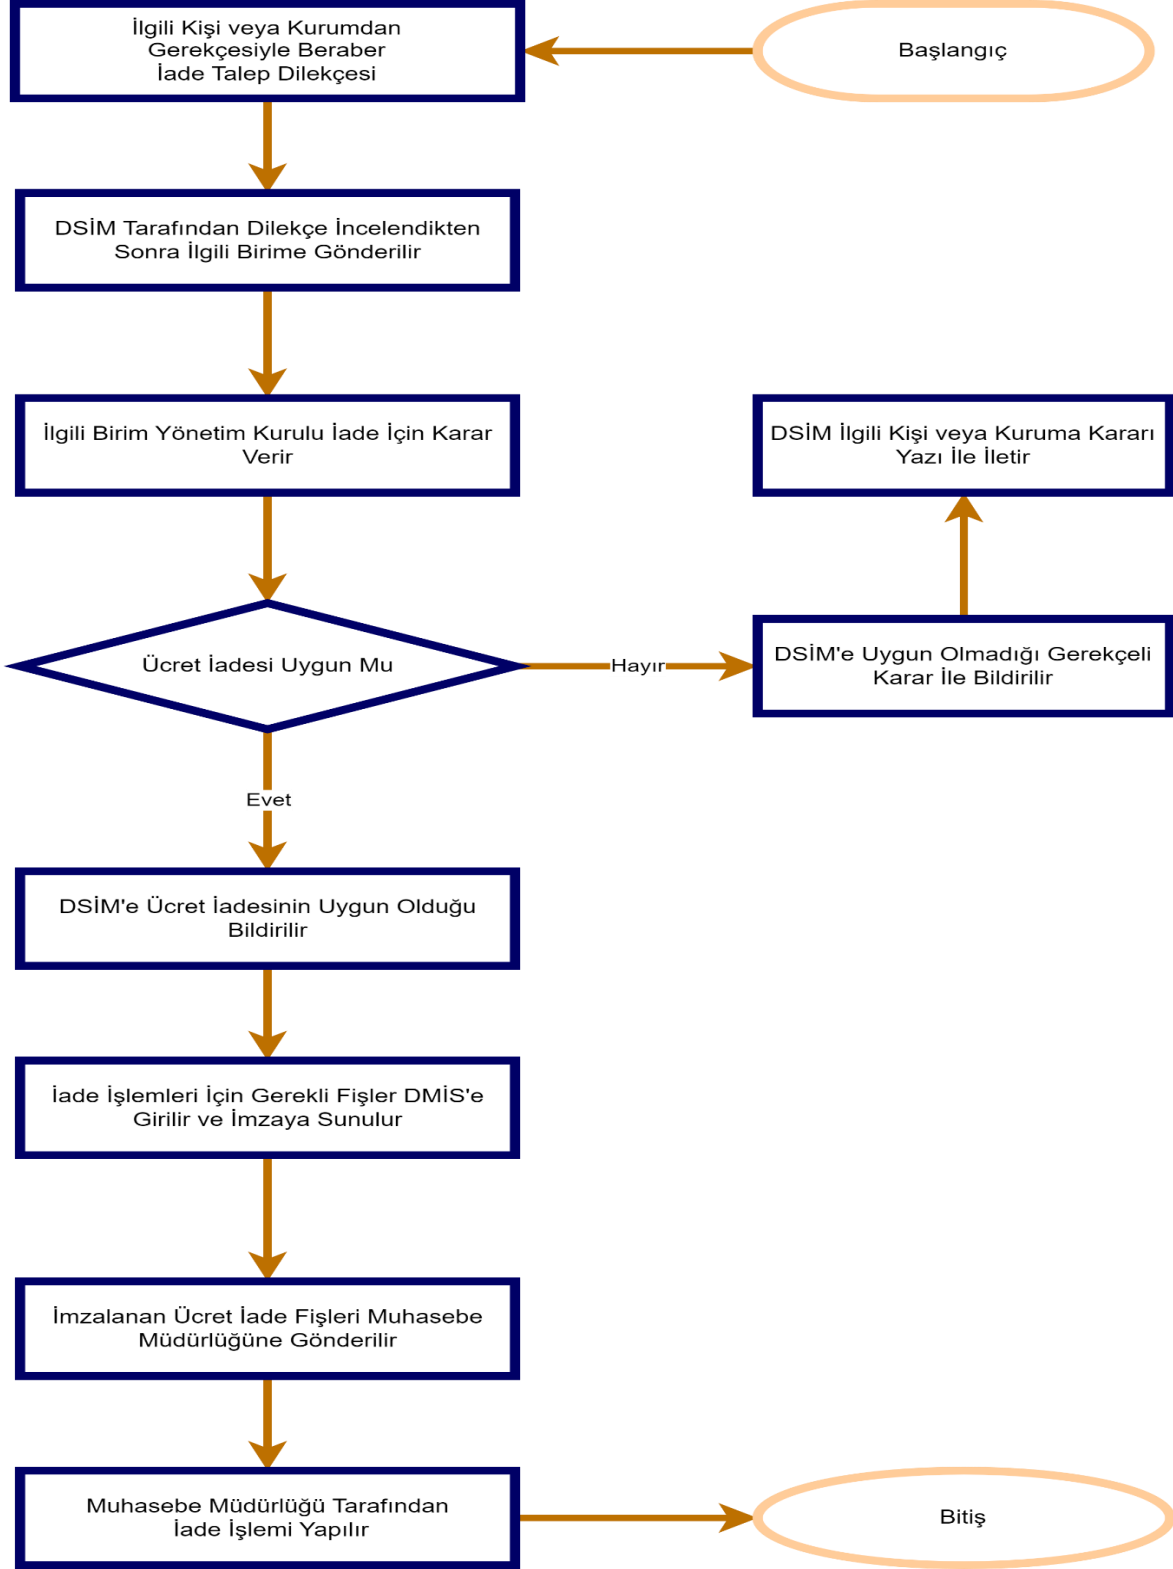 Başlangıç
İlgili Kişi veya Kurumdan
Gerekçesiyle Beraber
İade Talep Dilekçesi
DSİM Tarafından Dilekçe İncelendikten
Sonra İlgili Birime Gönderilir
İlgili Birim Yönetim Kurulu İade İçin Karar
Verir
Ücret İadesi Uygun Mu
Hayır
DSİM'e Uygun Olmadığı Gerekçeli
Karar İle Bildirilir
DSİM İlgili Kişi veya Kuruma Kararı
Yazı İle İletir
Evet
DSİM'e Ücret İadesinin Uygun Olduğu
Bildirilir
İade İşlemleri İçin Gerekli Fişler DMİS'e
Girilir ve İmzaya Sunulur
İmzalanan Ücret İade Fişleri Muhasebe
Müdürlüğüne Gönderilir
Muhasebe Müdürlüğü Tarafından
İade İşlemi Yapılır
Bitiş